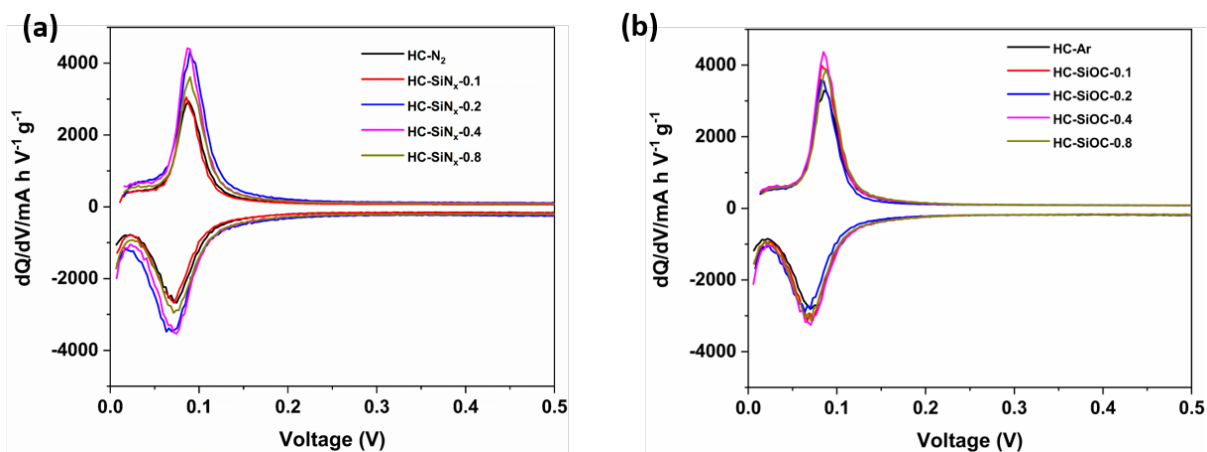 (a)
HC-N₂
HC-SiNₓ-0.1
HC-SiNₓ-0.2
HC-SiNₓ-0.4
HC-SiNₓ-0.8
dQ/dV/mA h V⁻¹ g⁻¹
4000
2000
0
-2000
-4000
0.0 0.1 0.2 0.3 0.4 0.5
Voltage (V)
(b)
HC-Ar
HC-SiOC-0.1
HC-SiOC-0.2
HC-SiOC-0.4
HC-SiOC-0.8
dQ/dV/mA h V⁻¹ g⁻¹
4000
2000
0
-2000
-4000
0.0 0.1 0.2 0.3 0.4 0.5
Voltage (V)